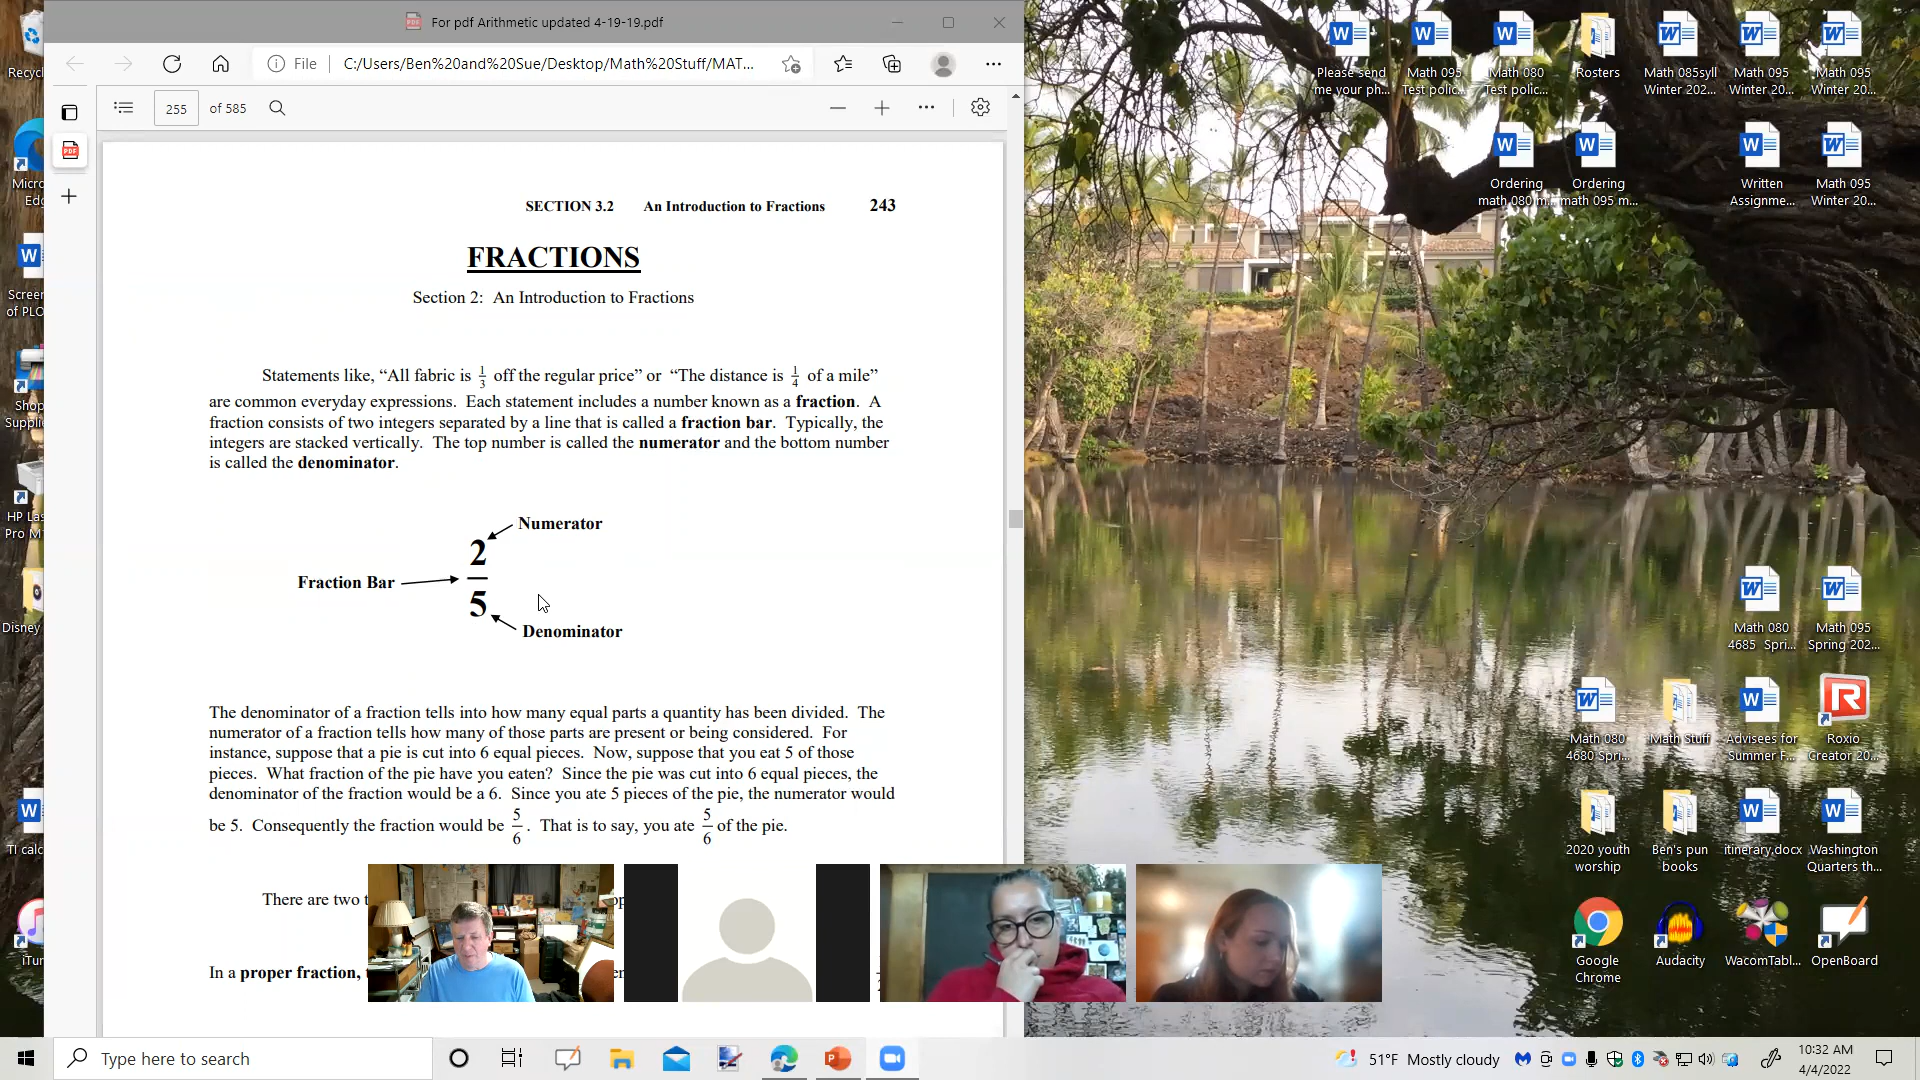 For pdf Arithmetic updated 4-19-19.pdf
File
C:/Users/Ben%20and%20Sue/Desktop/Math%20Stuff/MAT...
255 of 585
SECTION 3.2 An Introduction to Fractions 243
FRACTIONS
Section 2: An Introduction to Fractions
Statements like, “All fabric is 1/3 off the regular price” or “The distance is 1/4 of a mile”
are common everyday expressions. Each statement includes a number known as a fraction. A
fraction consists of two integers separated by a line that is called a fraction bar. Typically, the
integers are stacked vertically. The top number is called the numerator and the bottom number
is called the denominator.
Numerator
2
Fraction Bar
5
Denominator
The denominator of a fraction tells into how many equal parts a quantity has been divided. The
numerator of a fraction tells how many of those parts are present or being considered. For
instance, suppose that a pie is cut into 6 equal pieces. Now, suppose that you eat 5 of those
pieces. What fraction of the pie have you eaten? Since the pie was cut into 6 equal pieces, the
denominator of the fraction would be a 6. Since you ate 5 pieces of the pie, the numerator would
be 5. Consequently the fraction would be 5/6. That is to say, you ate 5/6 of the pie.
There are two t
In a proper fraction,
Recycl
Micro
Edg
Screen
of PLO
Shop
Supplie
HP Las
Pro M
Disney
TI calc
iTur
Please send
me your ph...
Math 095
Test polic...
Math 080
Test polic...
Rosters
Math 085syll
Winter 202...
Math 095
Winter 20...
Math 095
Winter 20...
Ordering
math 080 m...
Ordering
math 095 m...
Written
Assignme...
Math 095
Winter 20...
Math 080
4685 Spri...
Math 095
Spring 202...
Math 080
4680 Spri...
Math Stuff
Advisees for
Summer F...
Roxio
Creator 20...
2020 youth
worship
Ben's pun
books
itinerary.docx
Washington
Quarters th...
Google
Chrome
Audacity
WacomTabl...
OpenBoard
Type here to search
51°F Mostly cloudy
10:32 AM
4/4/2022